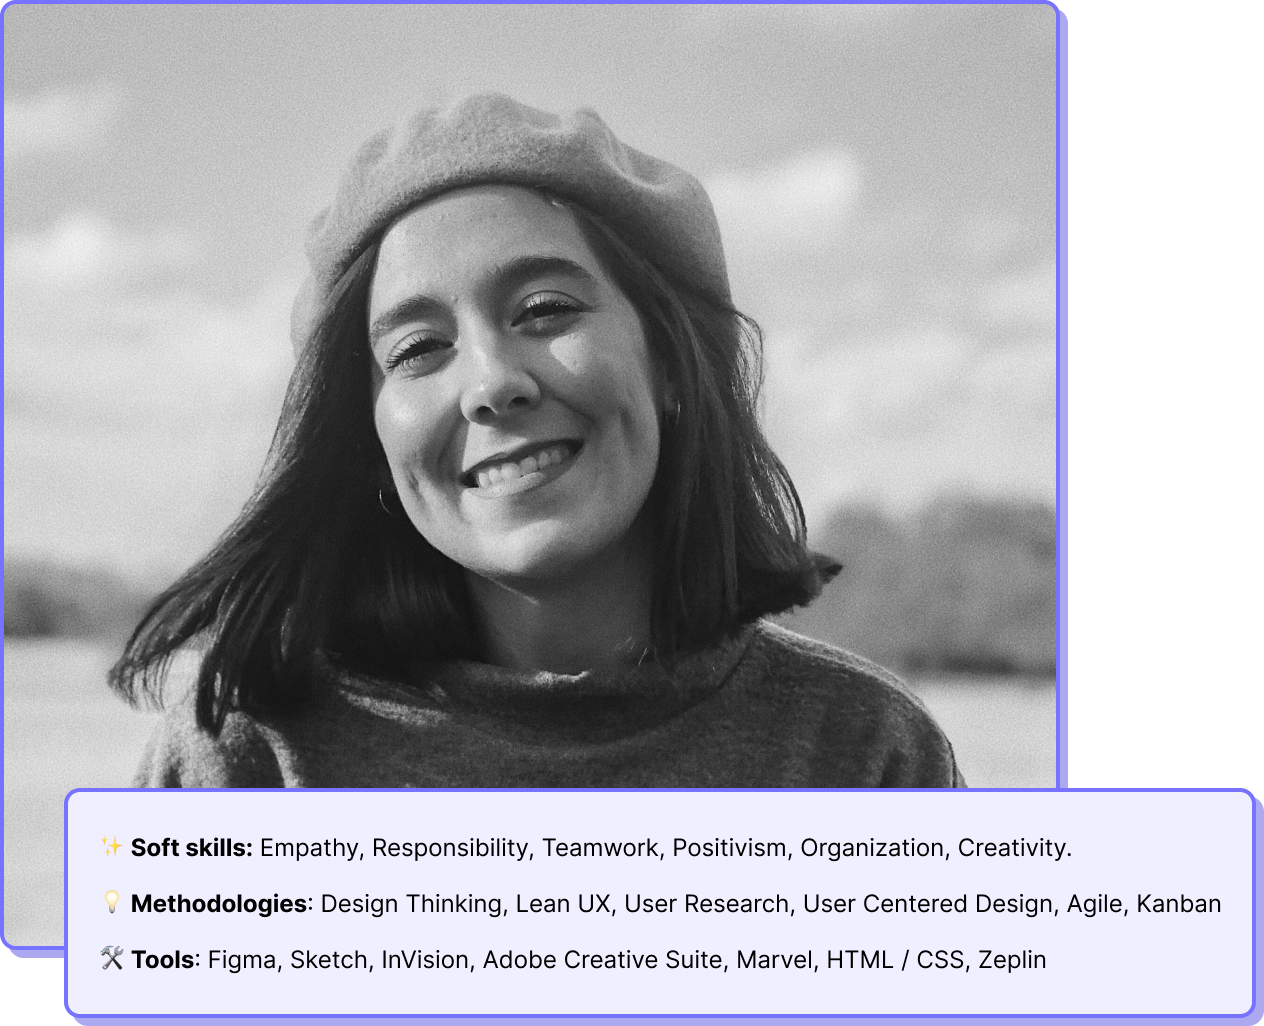 ✨ Soft skills: Empathy, Responsibility, Teamwork, Positivism, Organization, Creativity.
💡 Methodologies: Design Thinking, Lean UX, User Research, User Centered Design, Agile, Kanban
🛠 Tools: Figma, Sketch, InVision, Adobe Creative Suite, Marvel, HTML / CSS, Zeplin